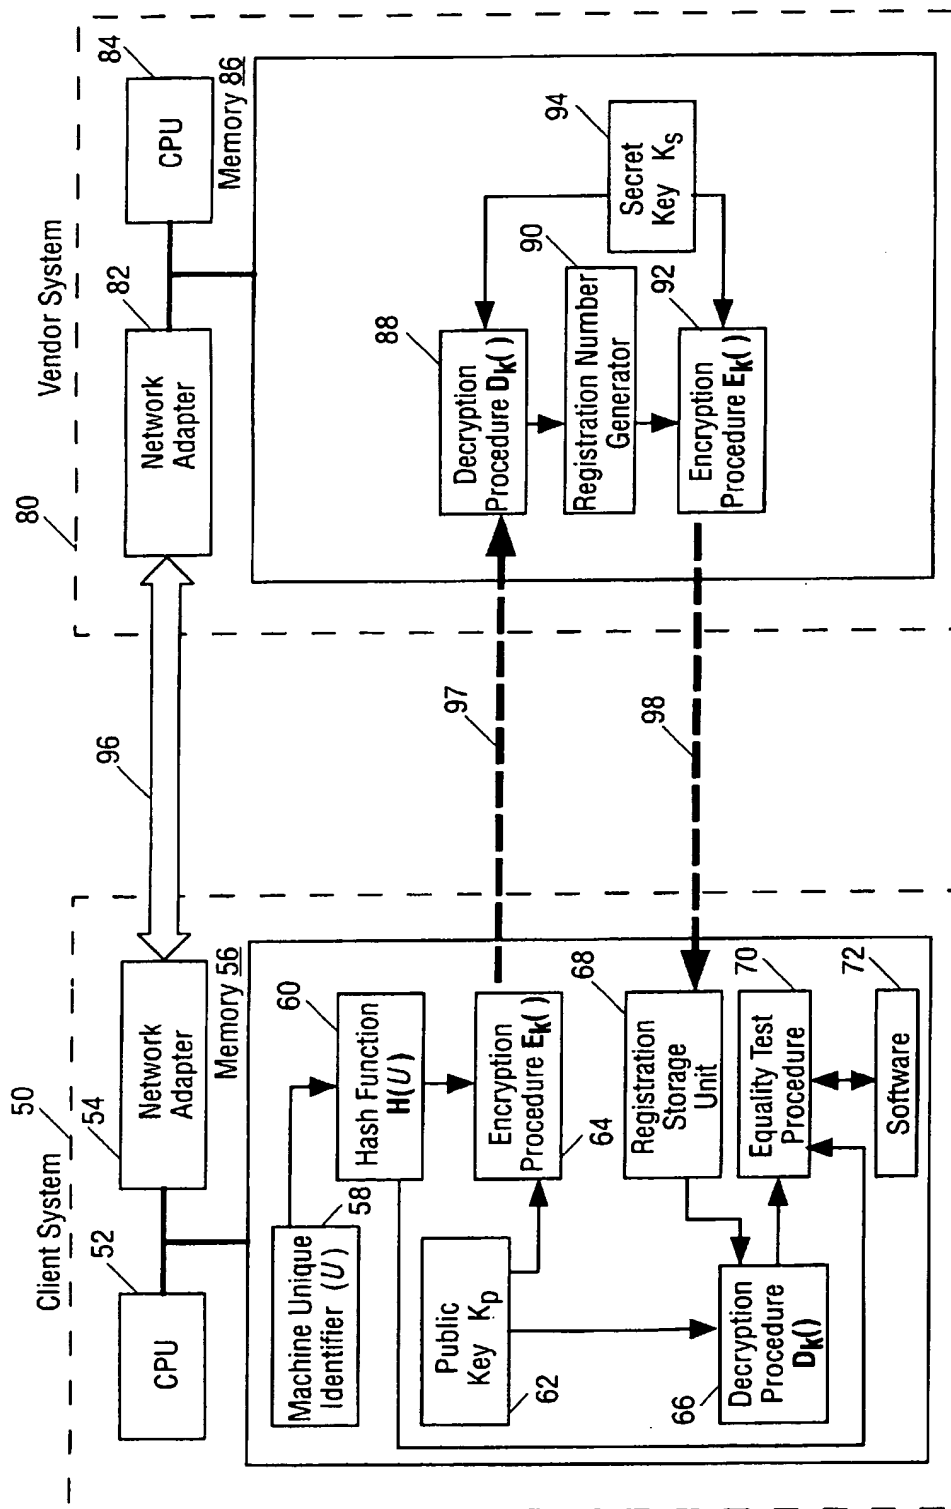 Client System
50
52
CPU
54
Network
Adapter
Memory 56
Machine Unique
Identifier (U)
58
60
Hash Function
H(U)
Public
Key Kp
62
Encryption
Procedure Ek()
64
Decryption
Procedure
Dk()
66
68
Registration
Storage
Unit
70
Equality Test
Procedure
72
Software
96
97
98
Vendor System
80
82
Network
Adapter
84
CPU
Memory 86
88
Decryption
Procedure Dk()
90
Registration Number
Generator
92
Encryption
Procedure Ek()
94
Secret
Key Ks